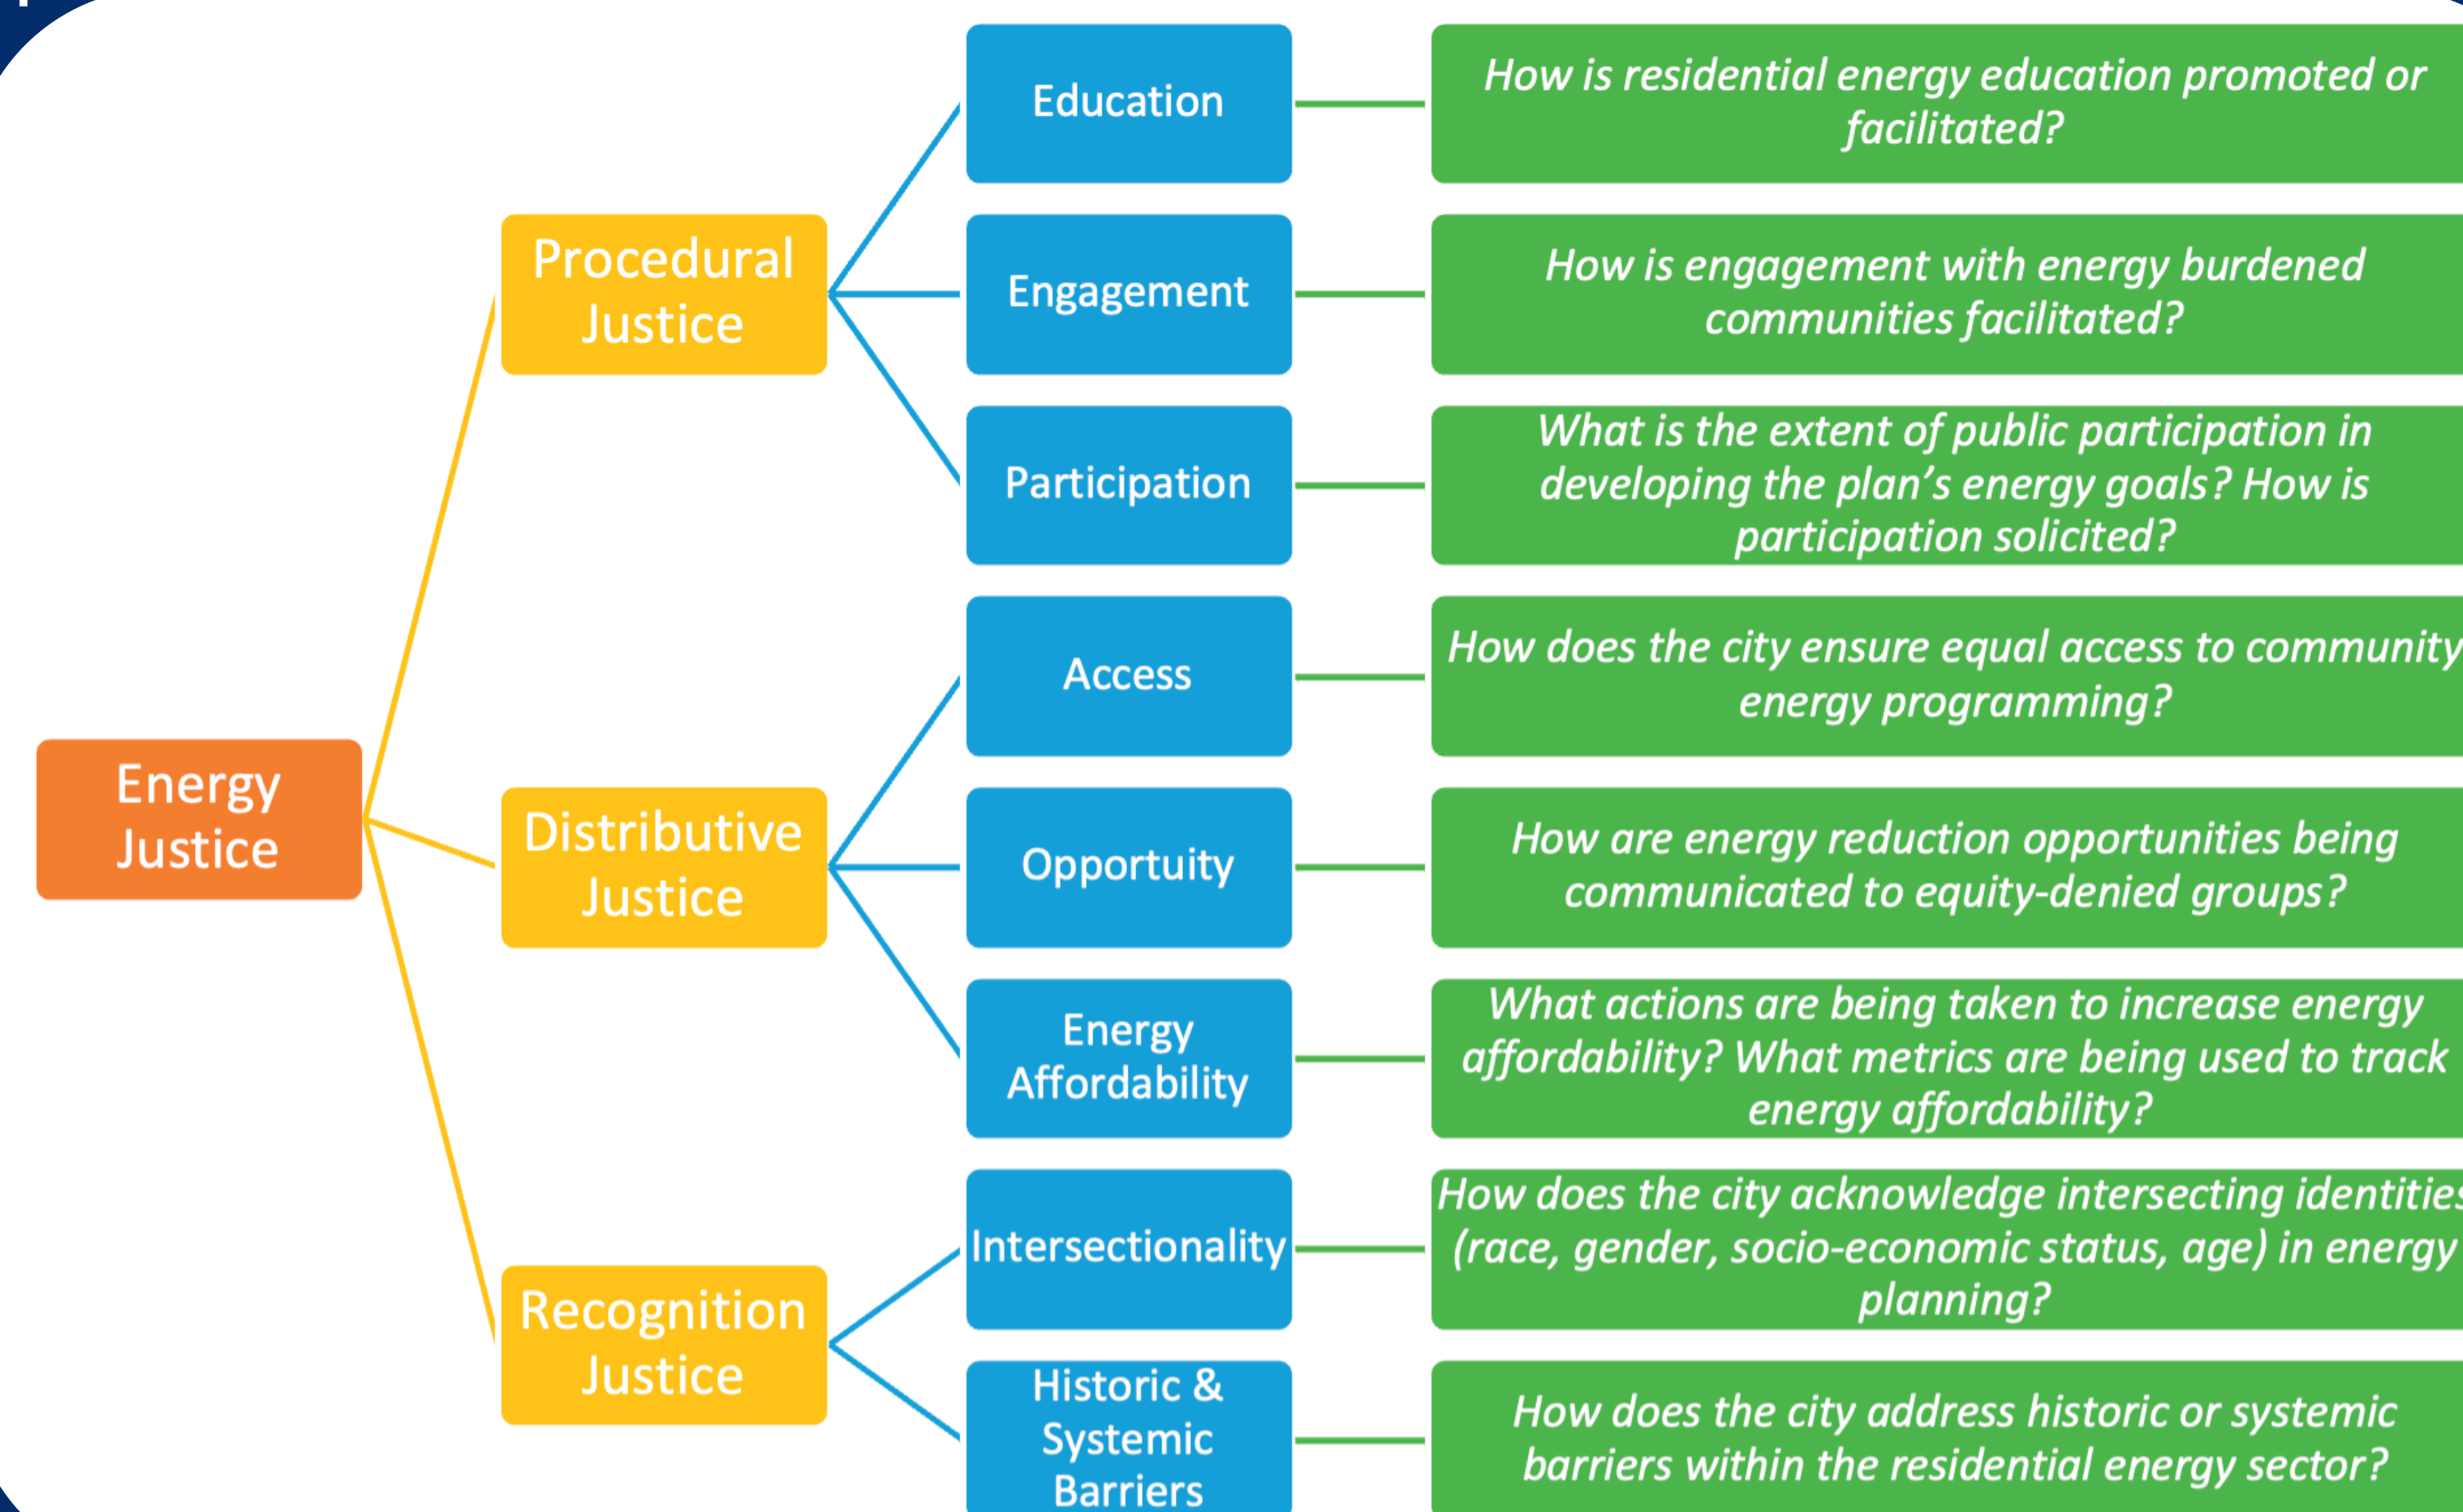 Energy
Justice
Procedural
Justice
Education
How is residential energy education promoted or
facilitated?
Engagement
How is engagement with energy burdened
communities facilitated?
Participation
What is the extent of public participation in
developing the plan’s energy goals? How is
participation solicited?
Distributive
Justice
Access
How does the city ensure equal access to community
energy programming?
Opportuity
How are energy reduction opportunities being
communicated to equity-denied groups?
Energy
Affordability
What actions are being taken to increase energy
affordability? What metrics are being used to track
energy affordability?
Recognition
Justice
Intersectionality
How does the city acknowledge intersecting identities
(race, gender, socio-economic status, age) in energy
planning?
Historic &
Systemic
Barriers
How does the city address historic or systemic
barriers within the residential energy sector?